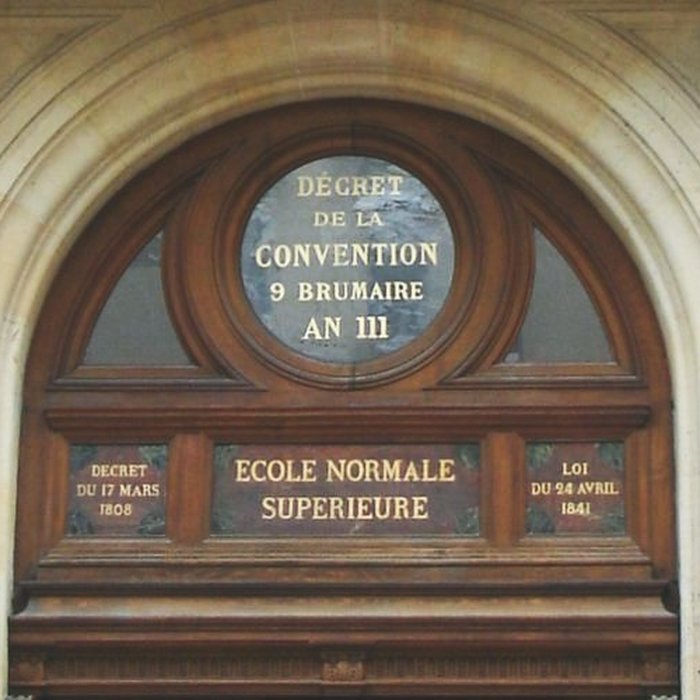 DÉCRET
DE LA
CONVENTION
9 BRUMAIRE
AN III
DECRET
DU 17 MARS
1808
ECOLE NORMALE
SUPERIEURE
LOI
DU 24 AVRIL
1841